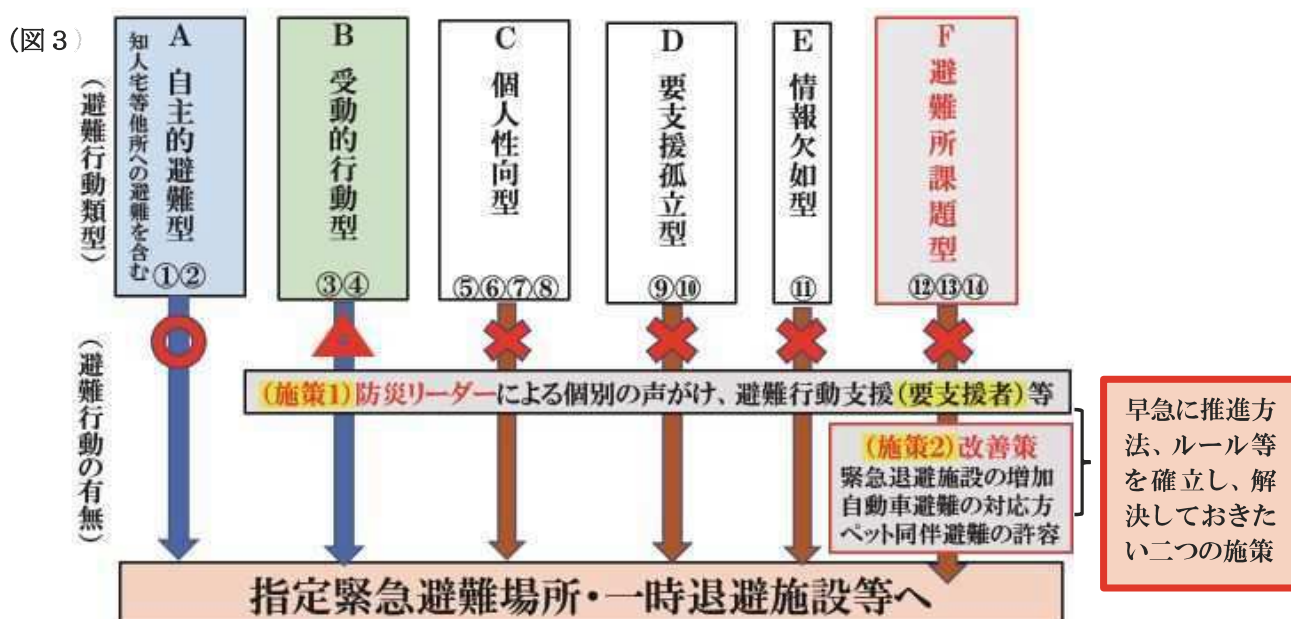 (図3)
(避難行動類型)
A 自主的避難型
知人宅等他所への避難を含む
①②
B 受動的行動型
③④
C 個人性向型
⑤⑥⑦⑧
D 要支援孤立型
⑨⑩
E 情報欠如型
⑪
F 避難所課題型
⑫⑬⑭
(避難行動の有無)
(施策1)防災リーダーによる個別の声がけ、避難行動支援(要支援者)等
(施策2)改善策
緊急退避施設の増加
自動車避難の対応方
ペット同伴避難の許容
早急に推進方
法、ルール等
を確立し、解
決しておきた
い二つの施策
指定緊急避難場所・一時退避施設等へ